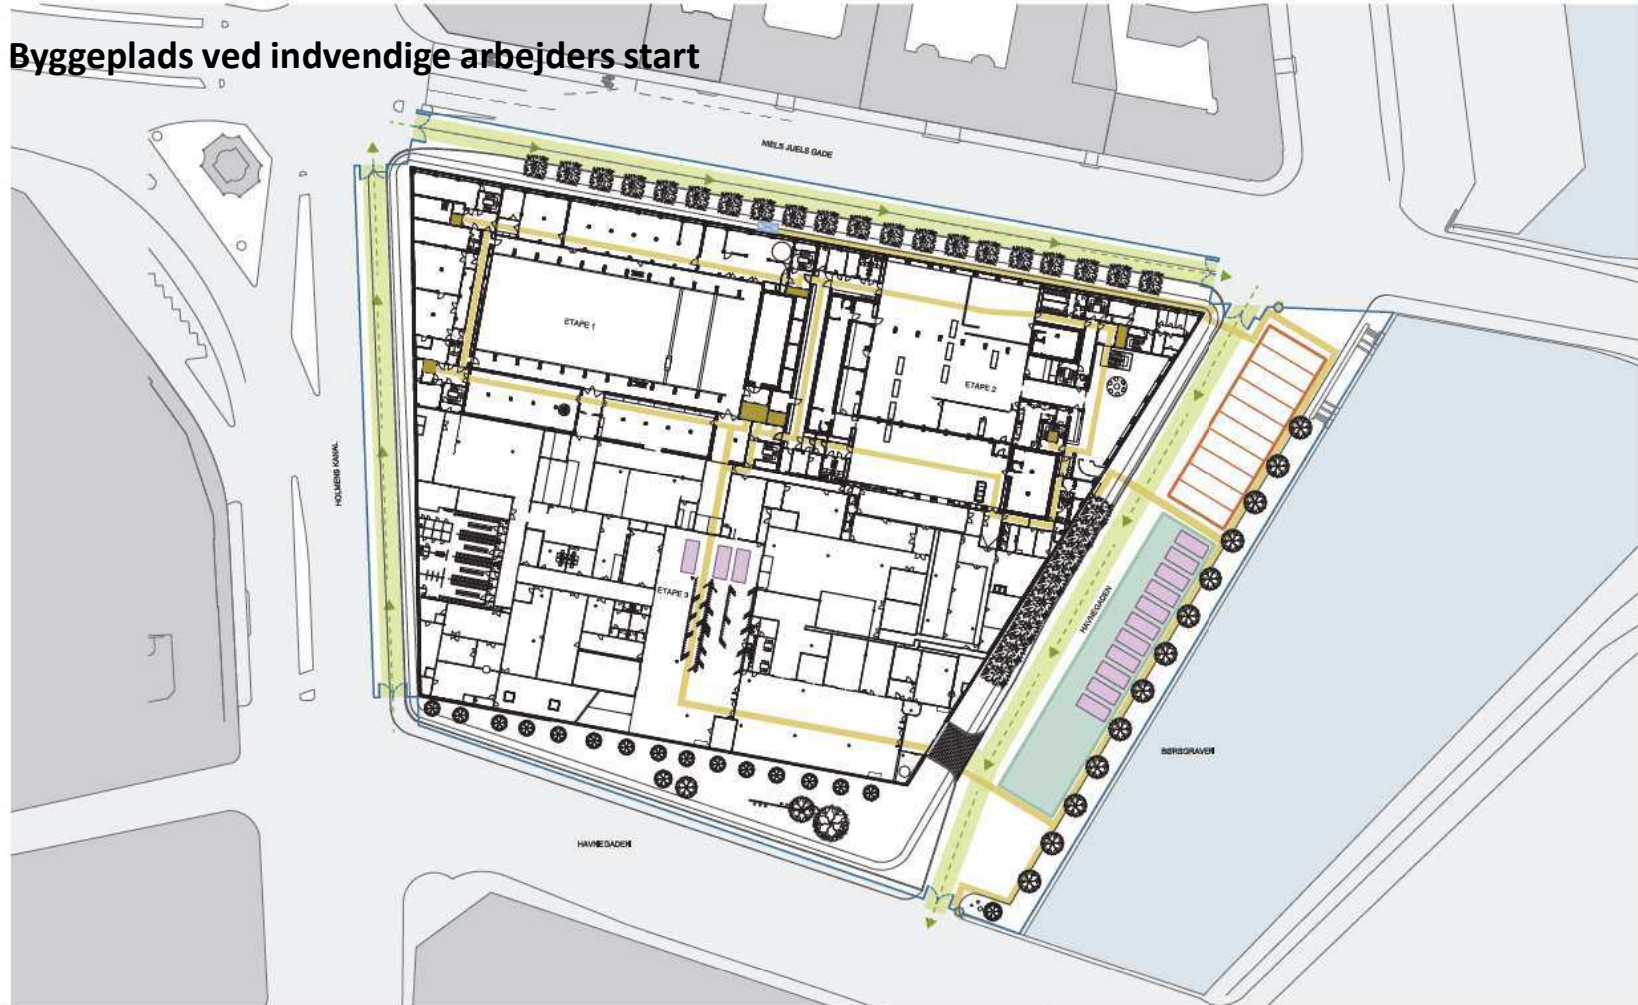 Byggeplads ved indvendige arbejders start
NIELS JUELS GADE
ETAPE 1
ETAPE 2
HOLMENS KANAL
ETAPE 3
HAVNEGADEN
BØRSGRAVEN
HAVNEGADEN